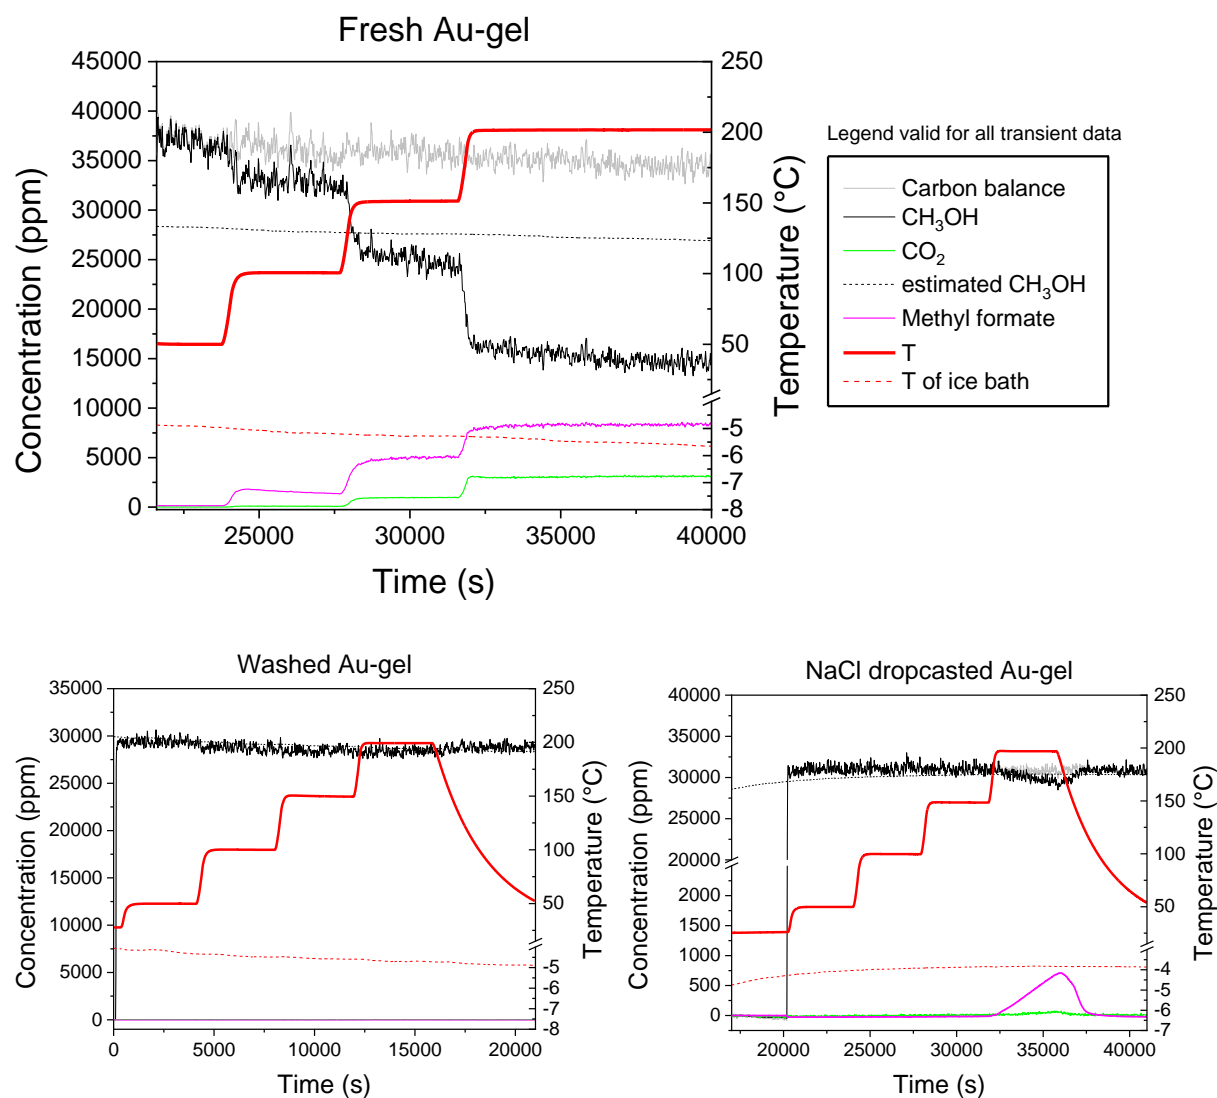 Fresh Au-gel
45000
40000
35000
30000
25000
20000
15000
10000
5000
0
Concentration (ppm)
250
200
150
100
50
-5
-6
-7
-8
Temperature (°C)
25000 30000 35000 40000
Time (s)
Legend valid for all transient data
Carbon balance
CH₃OH
CO₂
estimated CH₃OH
Methyl formate
T
T of ice bath
Washed Au-gel
35000
30000
25000
20000
15000
10000
5000
0
Concentration (ppm)
250
200
150
100
50
-5
-6
-7
-8
Temperature (°C)
0 5000 10000 15000 20000
Time (s)
NaCl dropcasted Au-gel
40000
35000
30000
25000
20000
2000
1500
1000
500
0
Concentration (ppm)
250
200
150
100
50
-4
-5
-6
-7
Temperature (°C)
20000 25000 30000 35000 40000
Time (s)